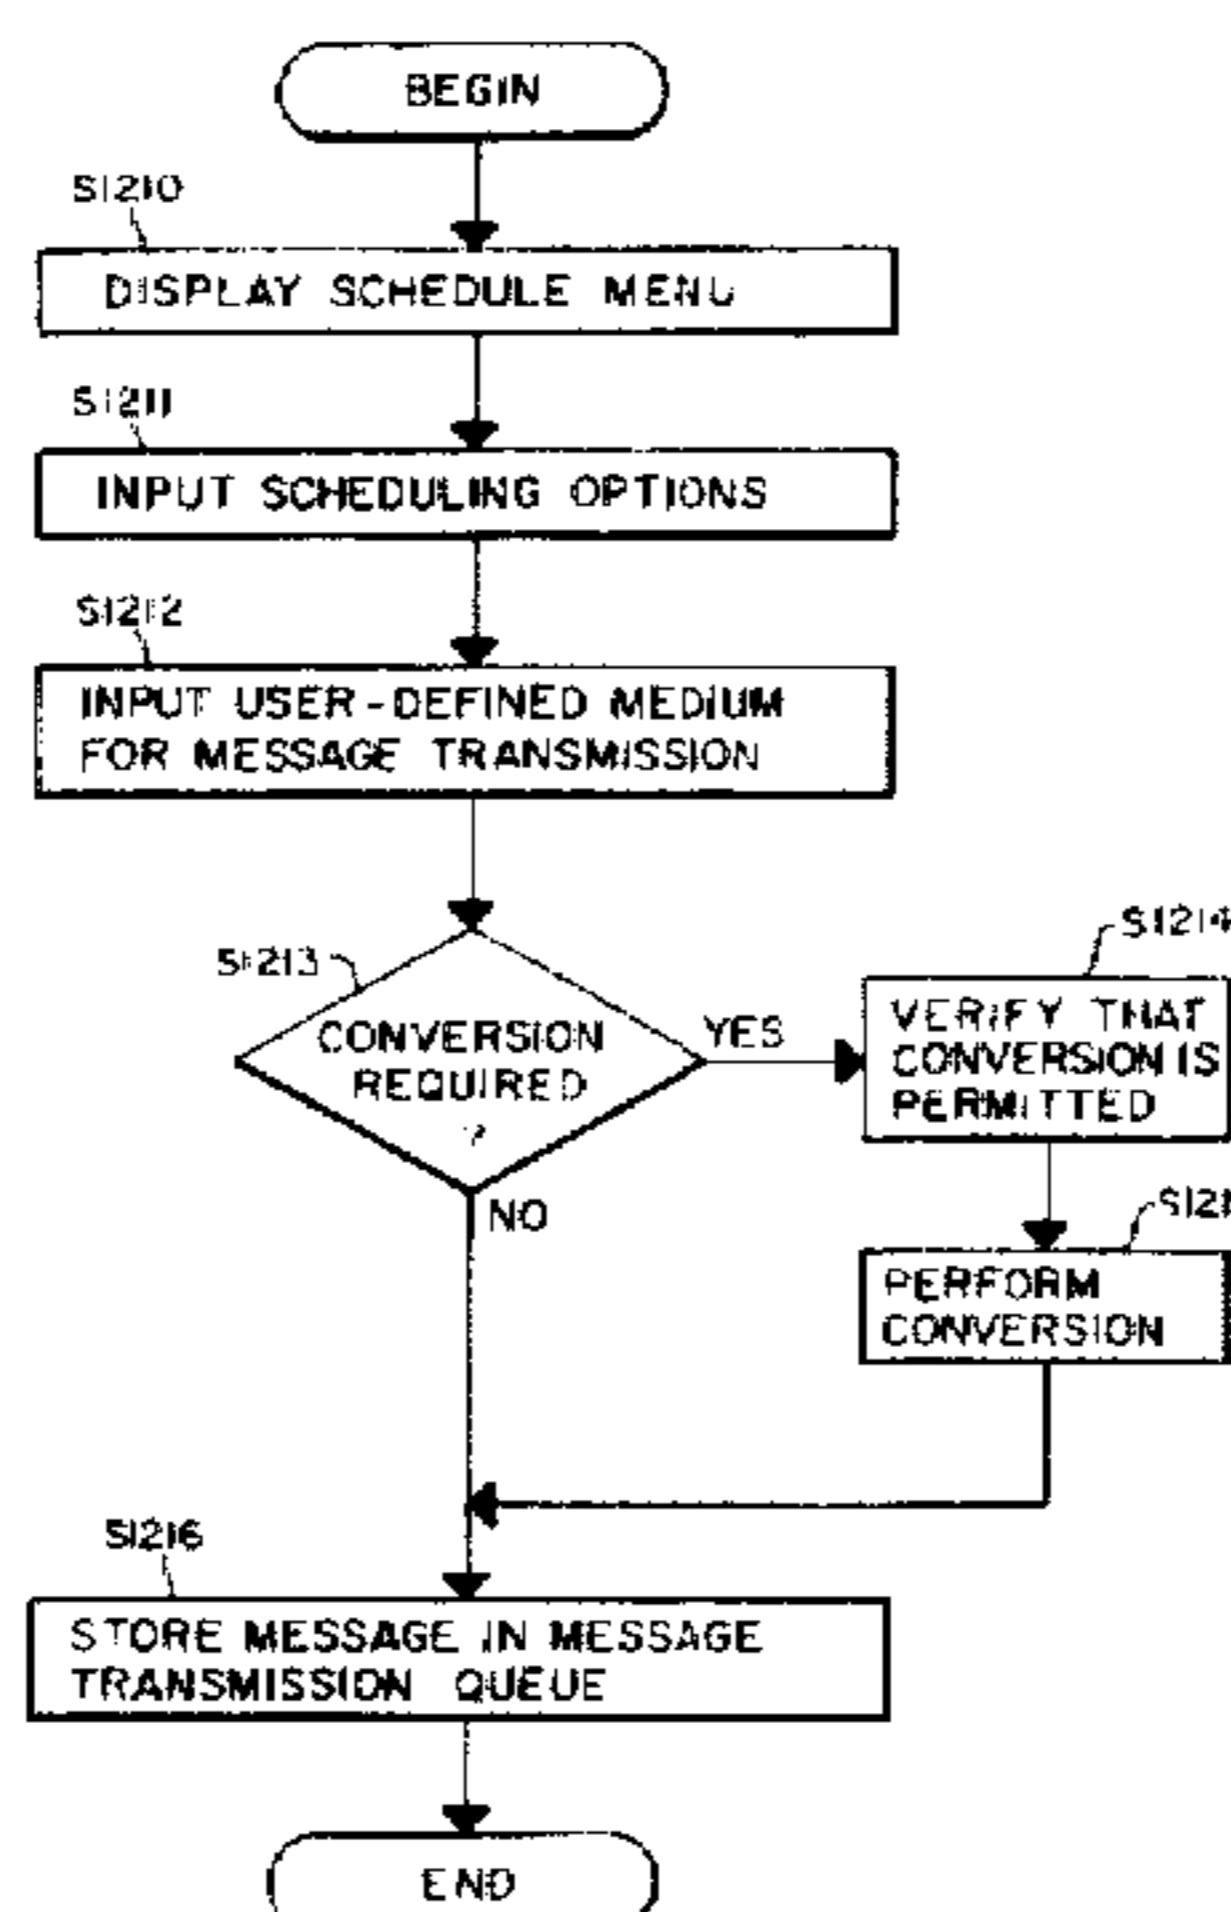 BEGIN
S1210
DISPLAY SCHEDULE MENU
S1211
INPUT SCHEDULING OPTIONS
S1212
INPUT USER-DEFINED MEDIUM
FOR MESSAGE TRANSMISSION
S1213
CONVERSION
REQUIRED
?
YES
NO
S1214
VERIFY THAT
CONVERSION IS
PERMITTED
PERFORM
CONVERSION
S1216
STORE MESSAGE IN MESSAGE
TRANSMISSION QUEUE
END